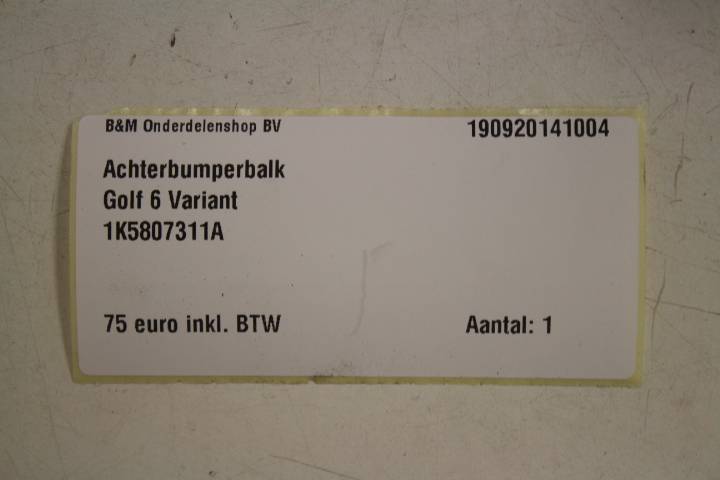 B&M Onderdelenshop BV 190920141004
Achterbumperbalk
Golf 6 Variant
1K5807311A
75 euro inkl. BTW Aantal: 1